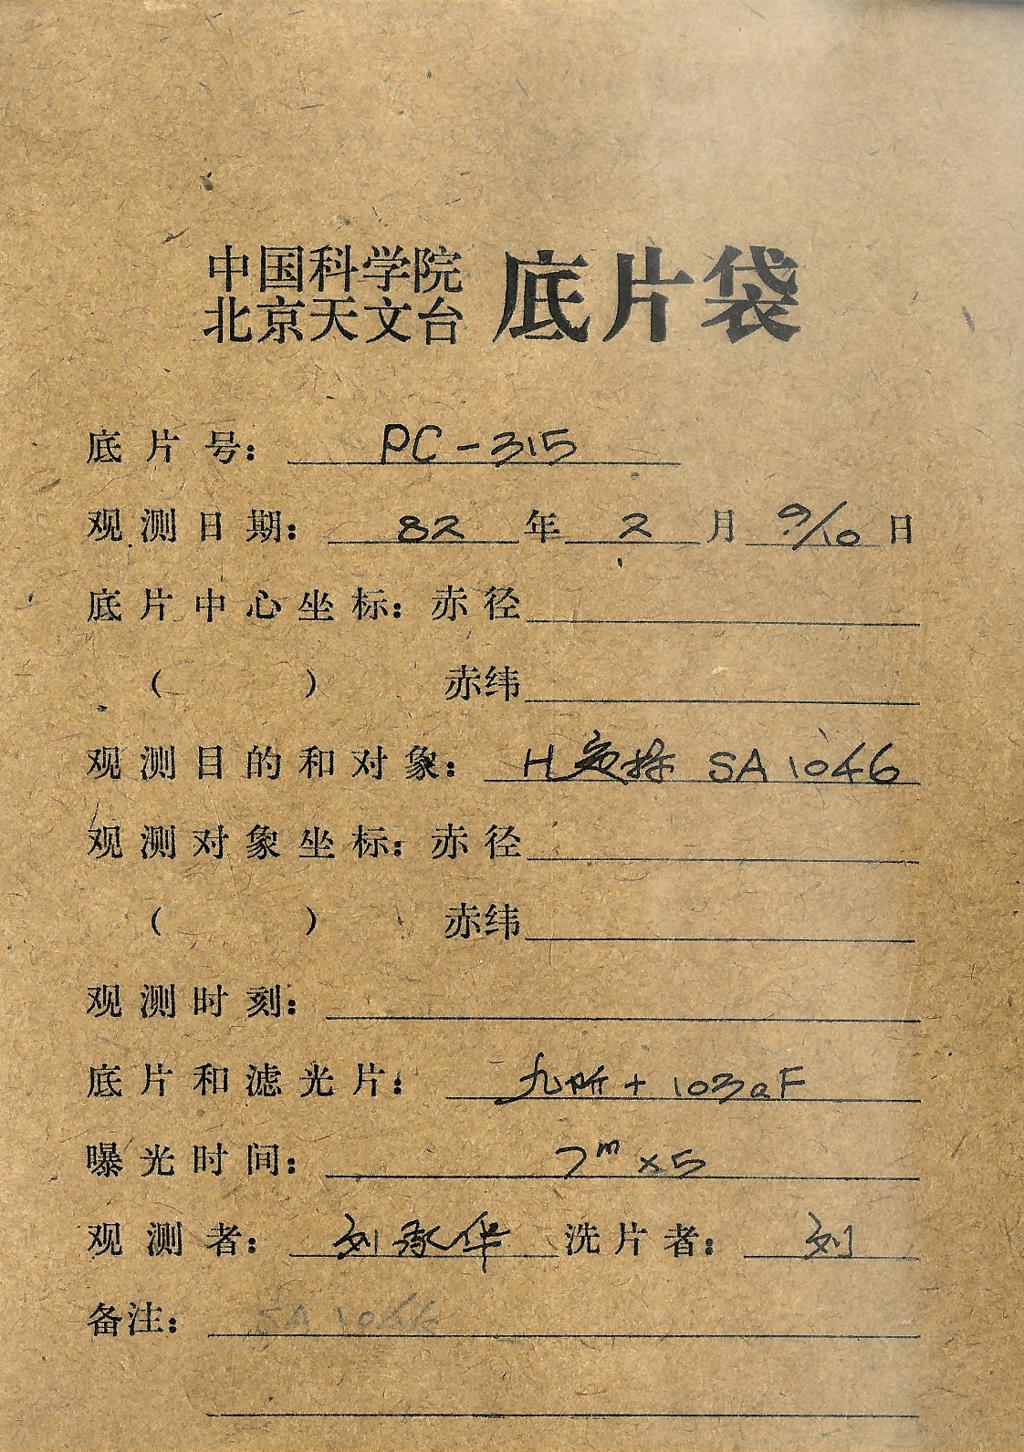 中国科学院
北京天文台 底片袋
底片号: PC-315
观测日期: 82 年 2 月 9/10 日
底片中心坐标: 赤径
( ) 赤纬
观测目的和对象: H SA 1046
观测对象坐标: 赤径
( ) 赤纬
观测时刻:
底片和滤光片: 九所 + 103aF
曝光时间: 7m x5
观测者: 刘承华 洗片者: 刘
备注: SA 1046